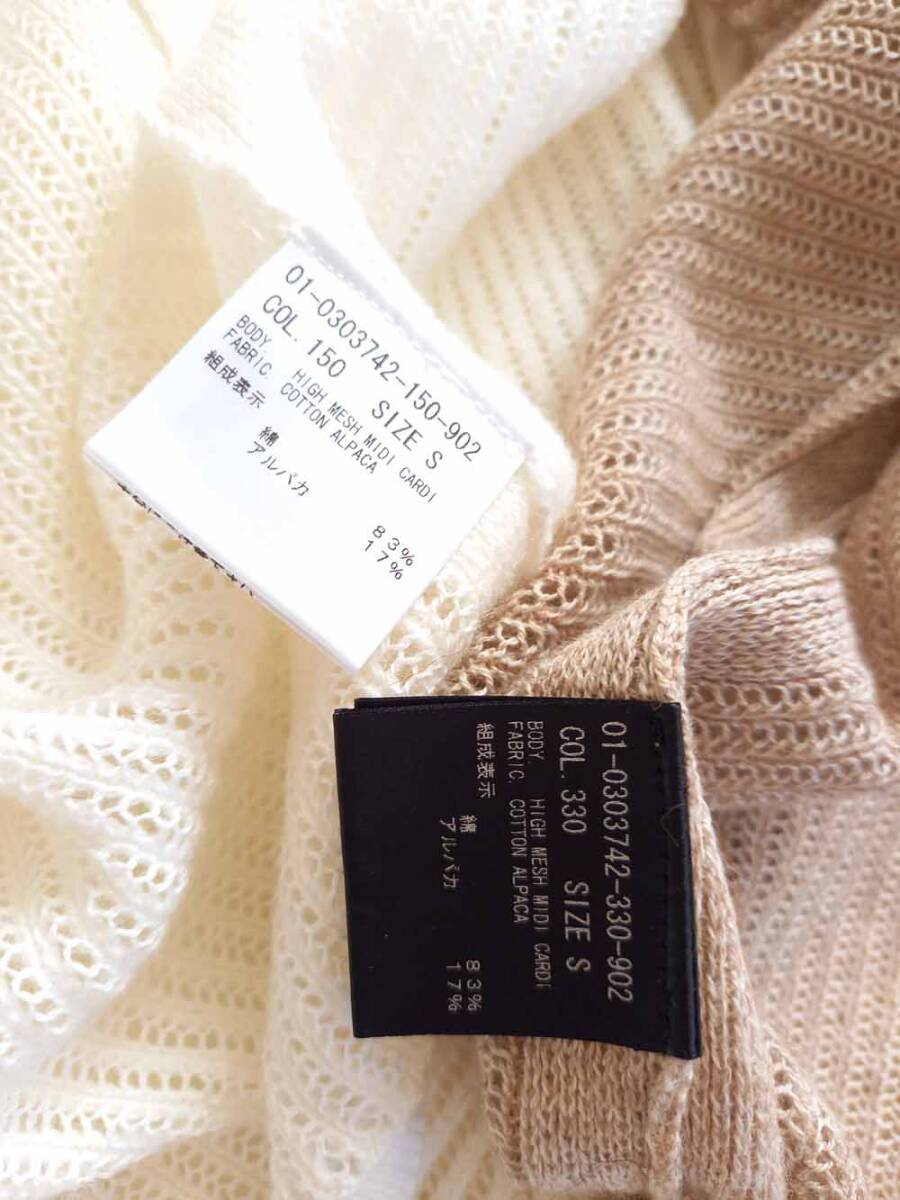 01-0303742-150-902
COL. 150 SIZE S
BODY. HIGH MESH MIDI CARDI
FABRIC. COTTON ALPACA
組成表示
綿 83%
アルパカ 17%
01-0303742-330-902
COL. 330 SIZE S
BODY. HIGH MESH MIDI CARDI
FABRIC. COTTON ALPACA
組成表示
綿 83%
アルパカ 17%